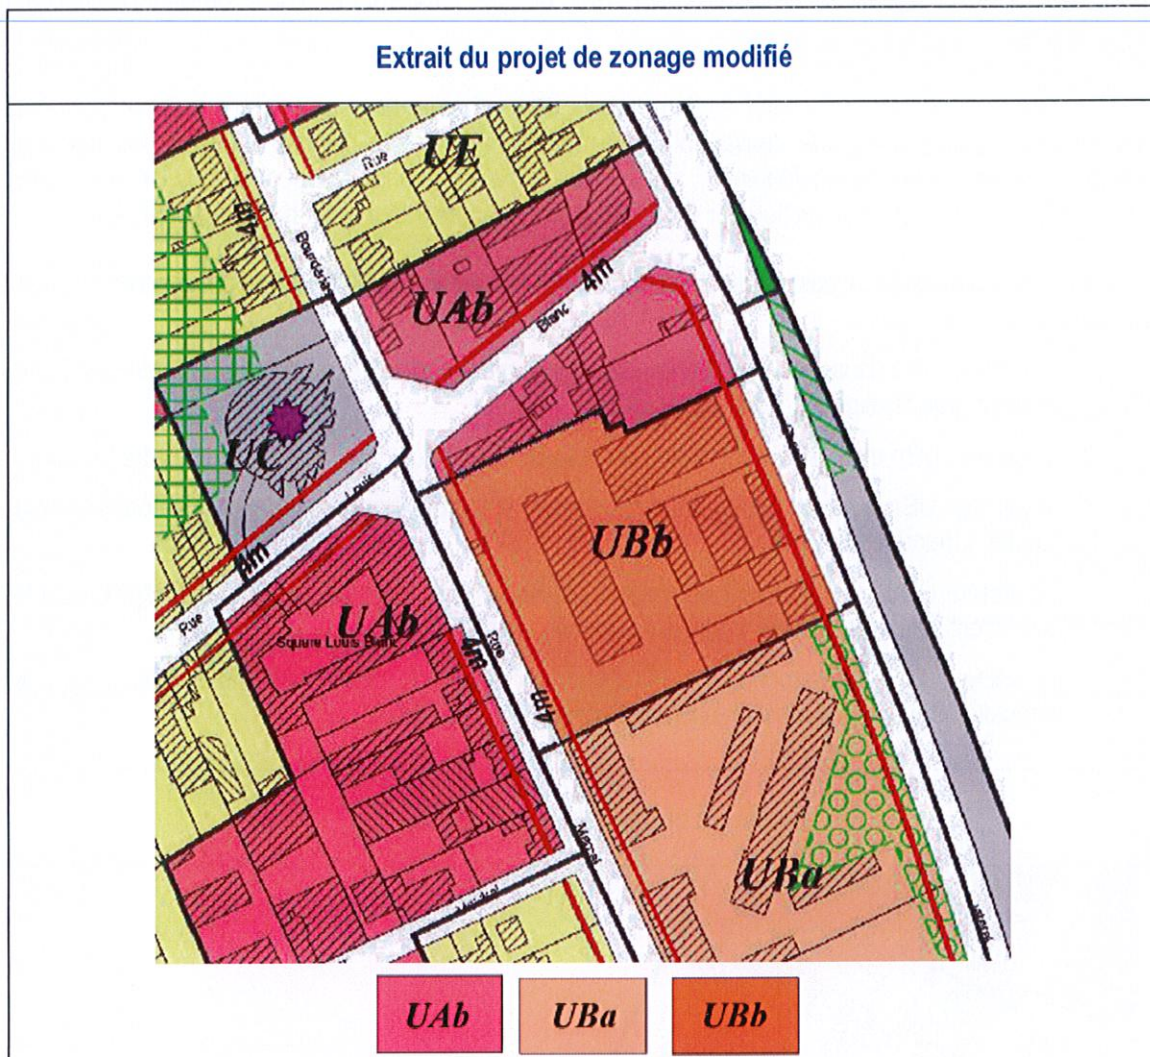 Extrait du projet de zonage modifié
UE
Rue
4m
Bourdérial
UAb
4m
Blanc
UC
Louis
4m
Rue
UBb
UAb
Square Louis Blanc
Rue
4m
4m
Marcel
UBa
UAb
UBa
UBb